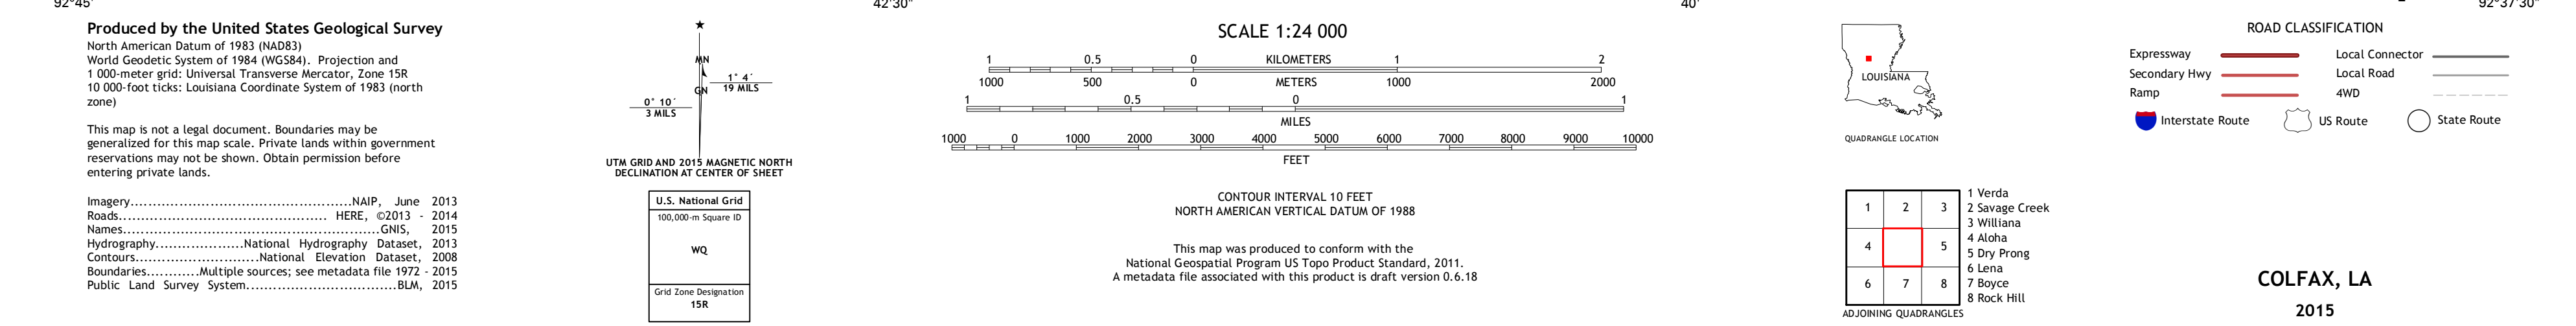 92°45'
42'30"
40'
92°37'30"
Produced by the United States Geological Survey
North American Datum of 1983 (NAD83)
World Geodetic System of 1984 (WGS84).  Projection and
1 000-meter grid: Universal Transverse Mercator, Zone 15R
10 000-foot ticks: Louisiana Coordinate System of 1983 (north
zone)
This map is not a legal document. Boundaries may be
generalized for this map scale. Private lands within government
reservations may not be shown. Obtain permission before
entering private lands.
Imagery.................................................NAIP, June 2013
Roads.............................................. HERE, ©2013 - 2014
Names........................................................GNIS, 2015
Hydrography...................National Hydrography Dataset, 2013
Contours...........................National Elevation Dataset, 2008
Boundaries............Multiple sources; see metadata file 1972 - 2015
Public Land Survey System..................................BLM, 2015
MN
1° 4´
19 MILS
GN
0° 10´
3 MILS
UTM GRID AND 2015 MAGNETIC NORTH
DECLINATION AT CENTER OF SHEET
U.S. National Grid
100,000-m Square ID
WQ
Grid Zone Designation
15R
SCALE 1:24 000
1 0.5 0 KILOMETERS 1 2
1000 500 0 METERS 1000 2000
1 0.5 0 1
MILES
1000 0 1000 2000 3000 4000 5000 6000 7000 8000 9000 10000
FEET
CONTOUR INTERVAL 10 FEET
NORTH AMERICAN VERTICAL DATUM OF 1988
This map was produced to conform with the
National Geospatial Program US Topo Product Standard, 2011.
A metadata file associated with this product is draft version 0.6.18
LOUISIANA
QUADRANGLE LOCATION
1 2 3
4 5
6 7 8
1 Verda
2 Savage Creek
3 Williana
4 Aloha
5 Dry Prong
6 Lena
7 Boyce
8 Rock Hill
ADJOINING QUADRANGLES
ROAD CLASSIFICATION
Expressway Local Connector
Secondary Hwy Local Road
Ramp 4WD
Interstate Route US Route State Route
COLFAX, LA
2015